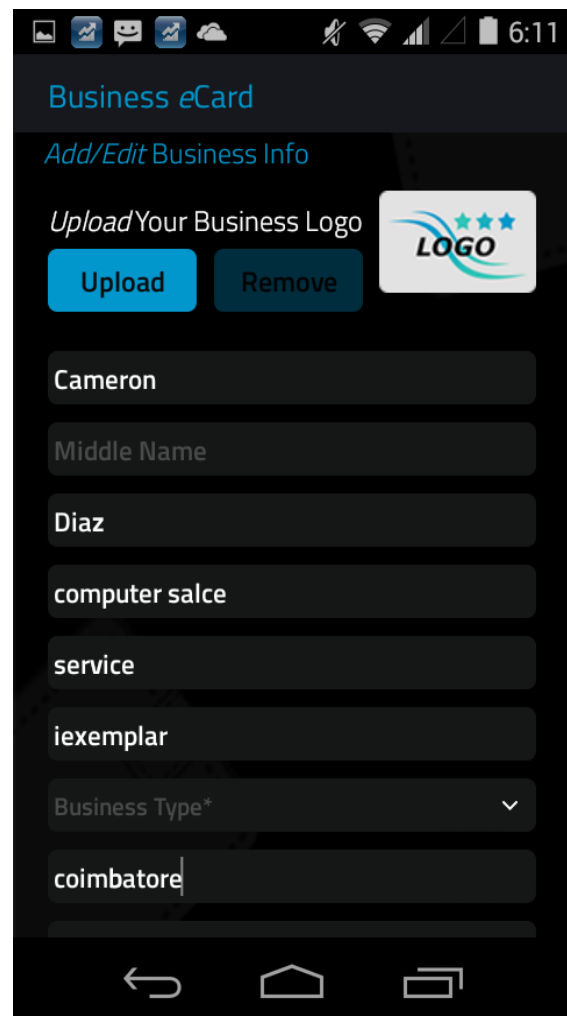 6:11
Business eCard
Add/Edit Business Info
Upload Your Business Logo
LOGO
Upload
Remove
Cameron
Middle Name
Diaz
computer salce
service
iexemplar
Business Type*
coimbatore